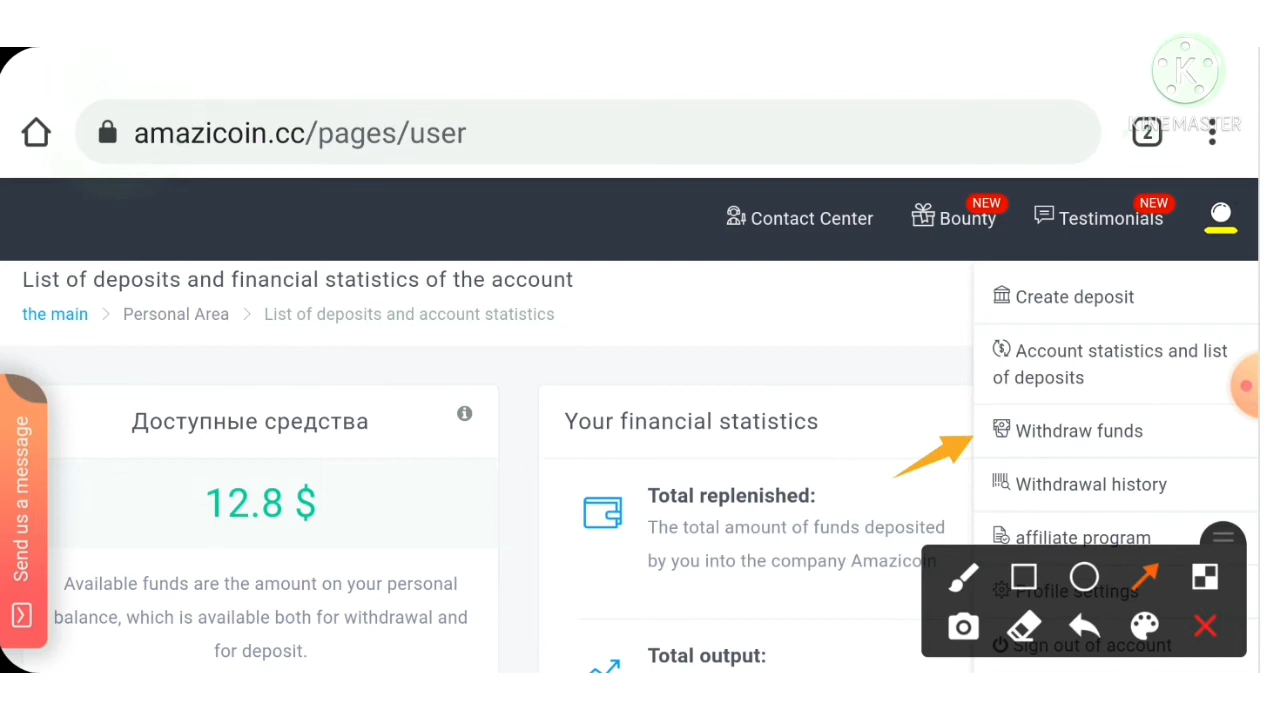 KINEMASTER
amazicoin.cc/pages/user
2
Contact Center
Bounty
NEW
Testimonials
NEW
List of deposits and financial statistics of the account
the main > Personal Area > List of deposits and account statistics
Create deposit
Account statistics and list
of deposits
Withdraw funds
Withdrawal history
affiliate program
Profile settings
Sign out of account
Send us a message
Доступные средства
12.8 $
Available funds are the amount on your personal
balance, which is available both for withdrawal and
for deposit.
Your financial statistics
Total replenished:
The total amount of funds deposited
by you into the company Amazicoin
Total output: